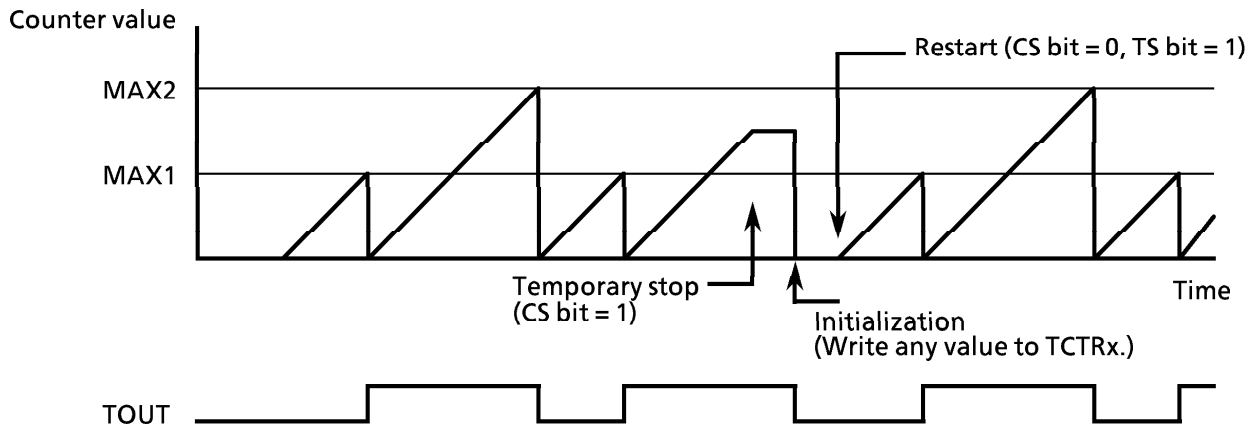 Counter value
Restart (CS bit = 0, TS bit = 1)
MAX2
MAX1
Temporary stop
(CS bit = 1)
Time
Initialization
(Write any value to TCTRx.)
TOUT